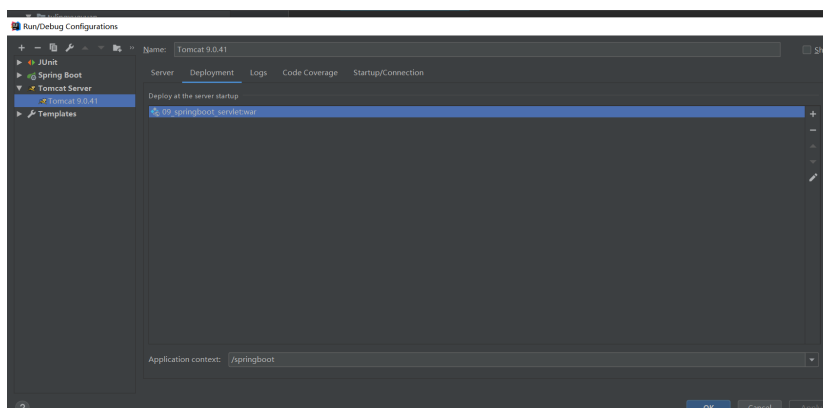 Run/Debug Configurations
Name: Tomcat 9.0.41
JUnit
Spring Boot
Tomcat Server
Tomcat 9.0.41
Templates
Server Deployment Logs Code Coverage Startup/Connection
Deploy at the server startup
09_springboot_servlet:war
Application context: /springboot
OK Cancel